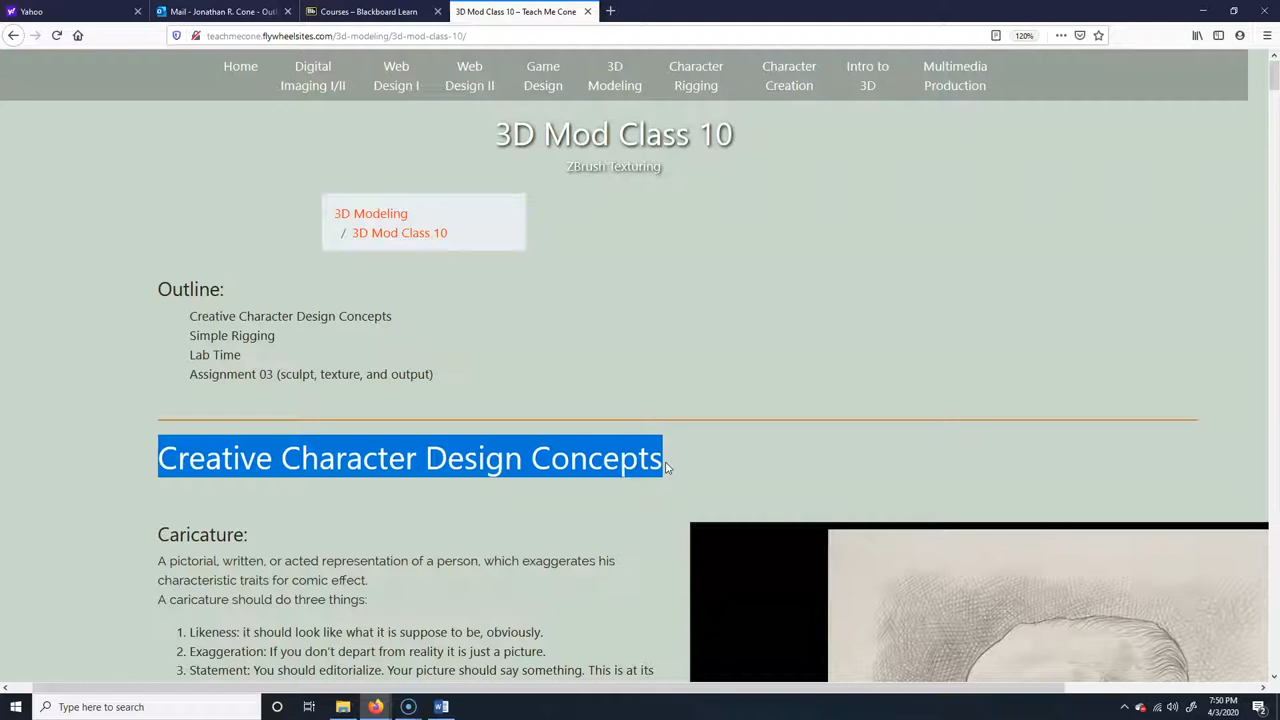 Yahoo
Mail - Jonathan R. Cone - Outl
Courses – Blackboard Learn
3D Mod Class 10 – Teach Me Cone
teachmecone.flywheelsites.com/3d-modeling/3d-mod-class-10/
120%
Home
Digital Imaging I/II
Web Design I
Web Design II
Game Design
3D Modeling
Character Rigging
Character Creation
Intro to 3D
Multimedia Production
3D Mod Class 10
ZBrush Texturing
3D Modeling
/ 3D Mod Class 10
Outline:
Creative Character Design Concepts
Simple Rigging
Lab Time
Assignment 03 (sculpt, texture, and output)
Creative Character Design Concepts
Caricature:
A pictorial, written, or acted representation of a person, which exaggerates his
characteristic traits for comic effect.
A caricature should do three things:
1. Likeness: it should look like what it is suppose to be, obviously.
2. Exaggeration: If you don't depart from reality it is just a picture.
3. Statement: You should editorialize. Your picture should say something. This is at its
Type here to search
7:50 PM
4/3/2020
2